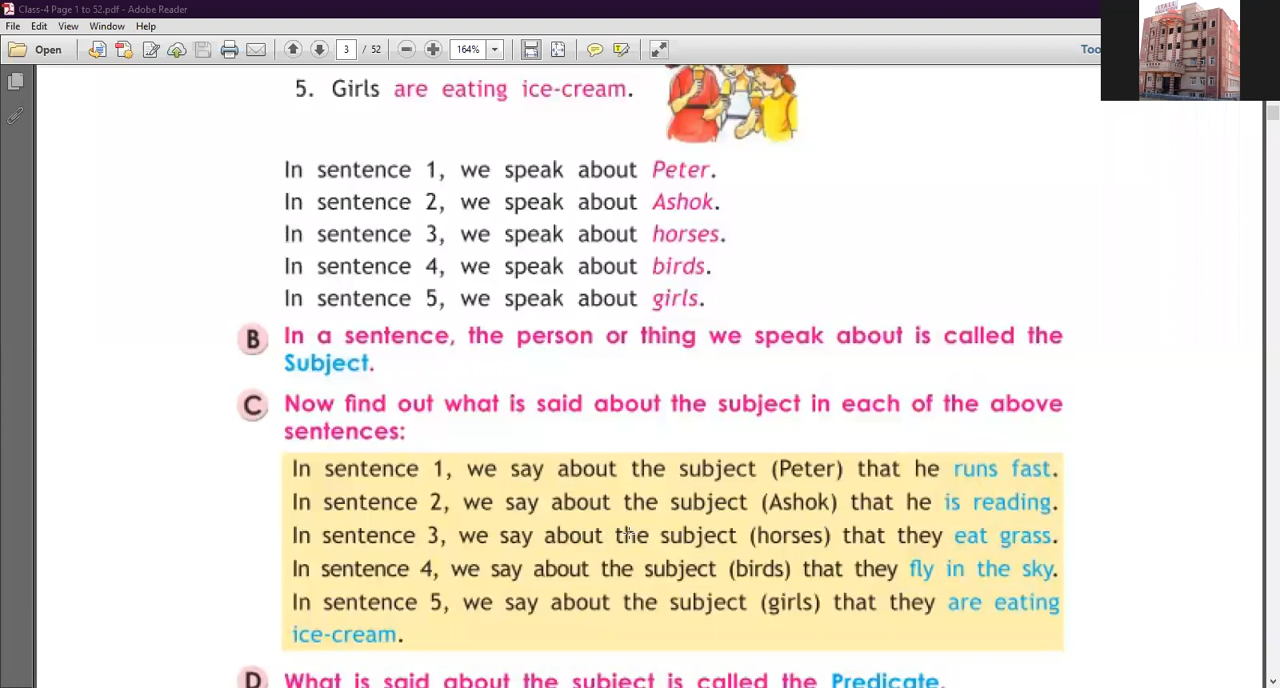 Class-4 Page 1 to 52.pdf - Adobe Reader
File Edit View Window Help
Open 3 / 52 164% Too
5. Girls are eating ice-cream.
In sentence 1, we speak about Peter.
In sentence 2, we speak about Ashok.
In sentence 3, we speak about horses.
In sentence 4, we speak about birds.
In sentence 5, we speak about girls.
B In a sentence, the person or thing we speak about is called the
Subject.
C Now find out what is said about the subject in each of the above
sentences:
In sentence 1, we say about the subject (Peter) that he runs fast.
In sentence 2, we say about the subject (Ashok) that he is reading.
In sentence 3, we say about the subject (horses) that they eat grass.
In sentence 4, we say about the subject (birds) that they fly in the sky.
In sentence 5, we say about the subject (girls) that they are eating
ice-cream.
D What is said about the subject is called the Predicate.